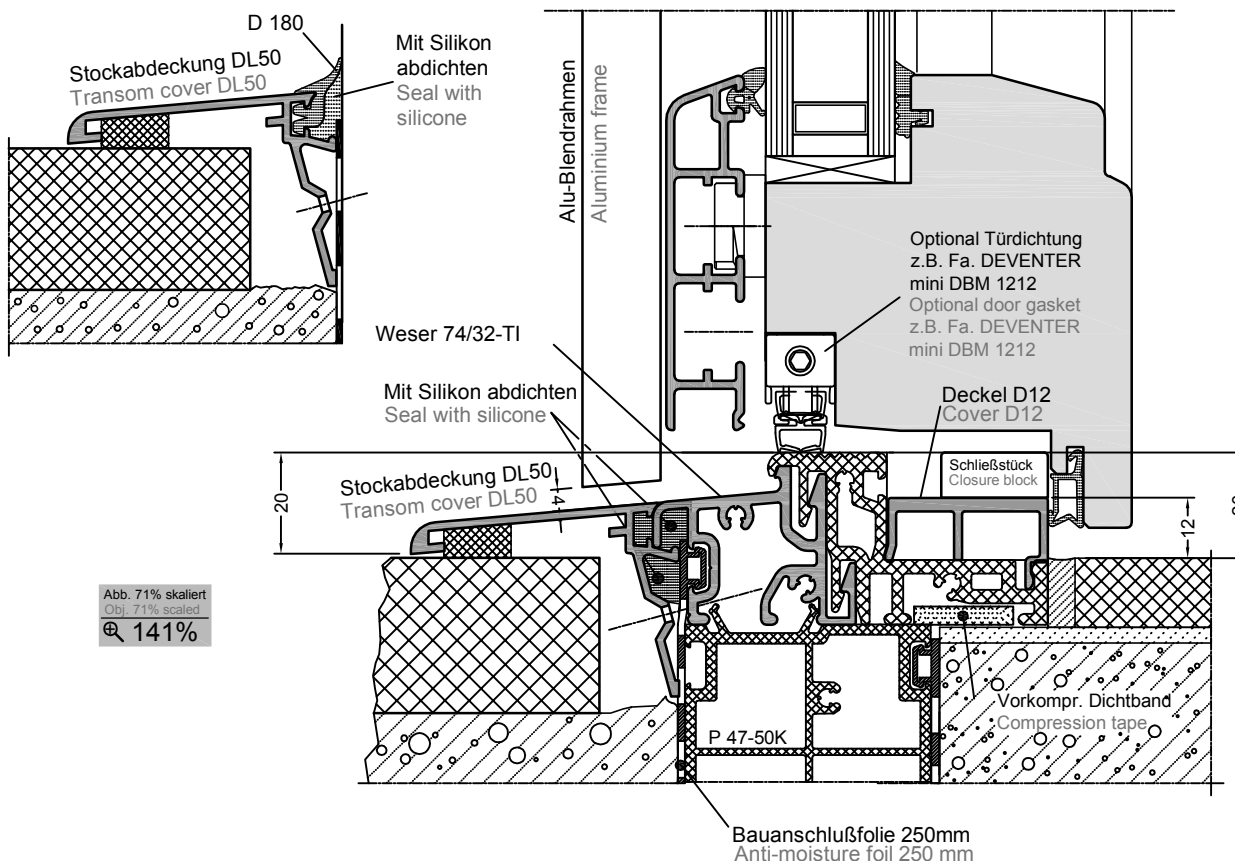 D 180
Stockabdeckung DL50
Transom cover DL50
Mit Silikon
abdichten
Seal with
silicone
Alu-Blendrahmen
Aluminium frame
Optional Türdichtung
z.B. Fa. DEVENTER
mini DBM 1212
Optional door gasket
z.B. Fa. DEVENTER
mini DBM 1212
Weser 74/32-TI
Mit Silikon abdichten
Seal with silicone
Deckel D12
Cover D12
Schließstück
Closure block
Stockabdeckung DL50
Transom cover DL50
20
4
12
Abb. 71% skaliert
Obj. 71% scaled
141%
Vorkompr. Dichtband
Compression tape
P 47-50K
Bauanschlußfolie 250mm
Anti-moisture foil 250 mm